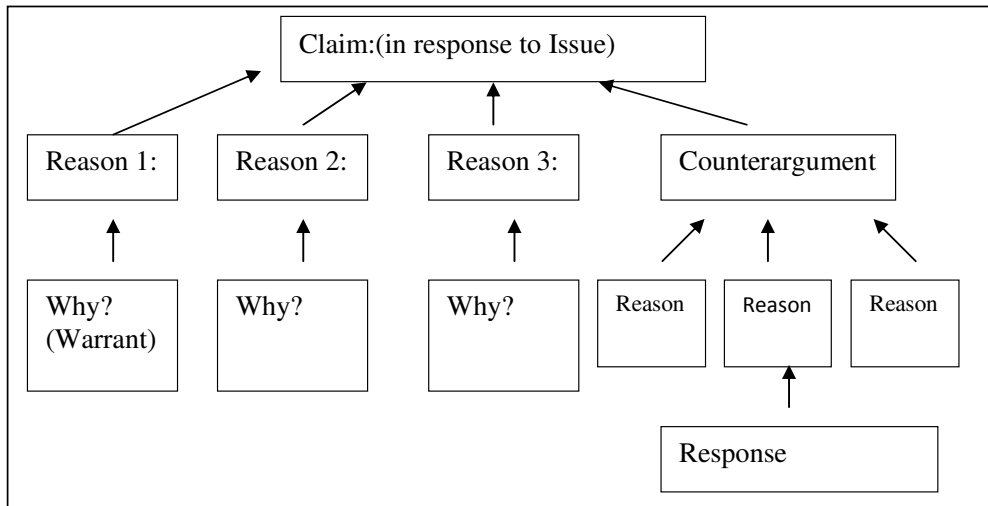 Claim:(in response to Issue)
Reason 1:
Reason 2:
Reason 3:
Counterargument
Why?
(Warrant)
Why?
Why?
Reason
Reason
Reason
Response